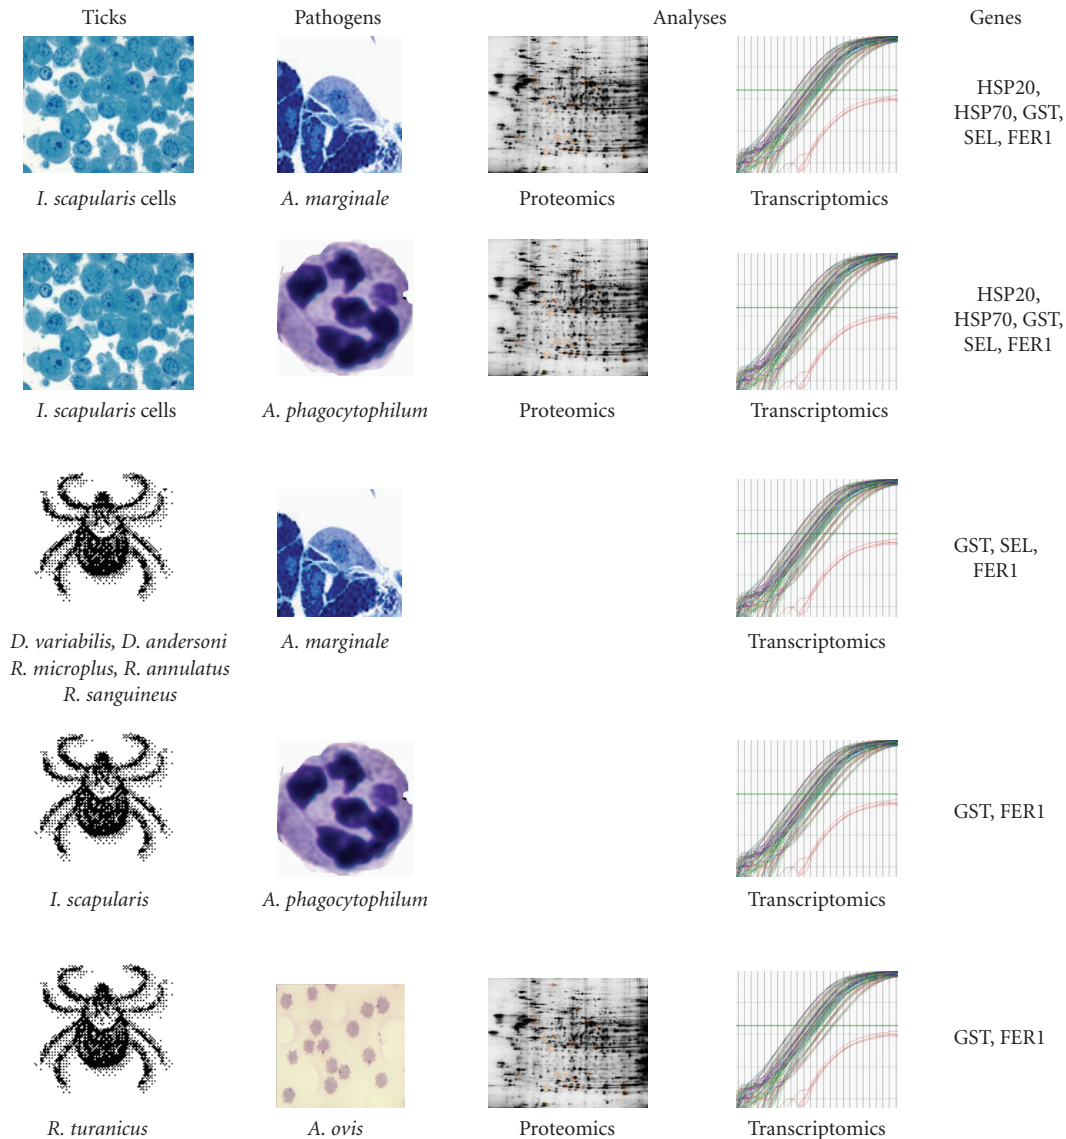 Ticks Pathogens Analyses Genes
HSP20,
HSP70, GST,
SEL, FER1
I. scapularis cells A. marginale Proteomics Transcriptomics
HSP20,
HSP70, GST,
SEL, FER1
I. scapularis cells A. phagocytophilum Proteomics Transcriptomics
GST, SEL,
FER1
D. variabilis, D. andersoni A. marginale Transcriptomics
R. microplus, R. annulatus
R. sanguineus
GST, FER1
I. scapularis A. phagocytophilum Transcriptomics
GST, FER1
R. turanicus A. ovis Proteomics Transcriptomics